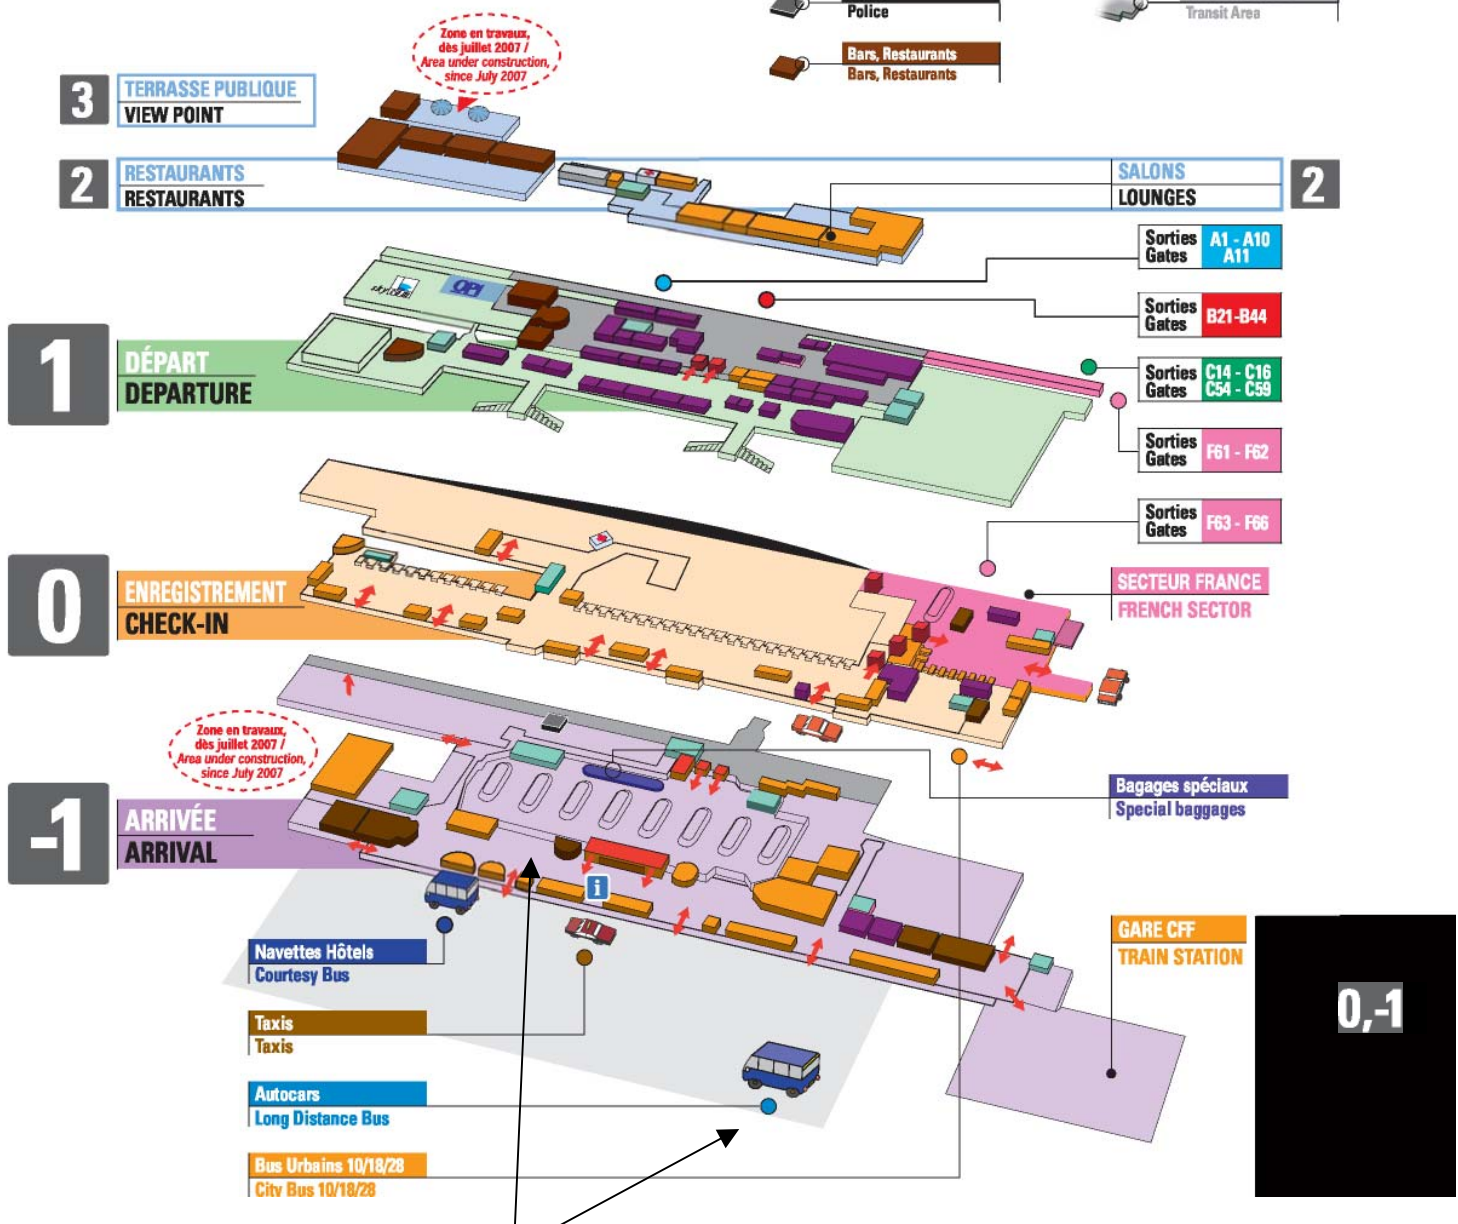 Police
Transit Area
Bars, Restaurants
Bars, Restaurants
Zone en travaux,
dès juillet 2007 /
Area under construction,
since July 2007
3
TERRASSE PUBLIQUE
VIEW POINT
2
RESTAURANTS
RESTAURANTS
SALONS
LOUNGES
2
Sorties
Gates
A1 - A10
A11
Sorties
Gates
B21-B44
Sorties
Gates
C14 - C16
C54 - C59
Sorties
Gates
F61 - F62
1
DÉPART
DEPARTURE
Sorties
Gates
F63 - F66
0
ENREGISTREMENT
CHECK-IN
SECTEUR FRANCE
FRENCH SECTOR
Zone en travaux,
dès juillet 2007 /
Area under construction,
since July 2007
-1
ARRIVÉE
ARRIVAL
Bagages spéciaux
Special baggages
i
GARE CFF
TRAIN STATION
0,-1
Navettes Hôtels
Courtesy Bus
Taxis
Taxis
Autocars
Long Distance Bus
Bus Urbains 10/18/28
City Bus 10/18/28